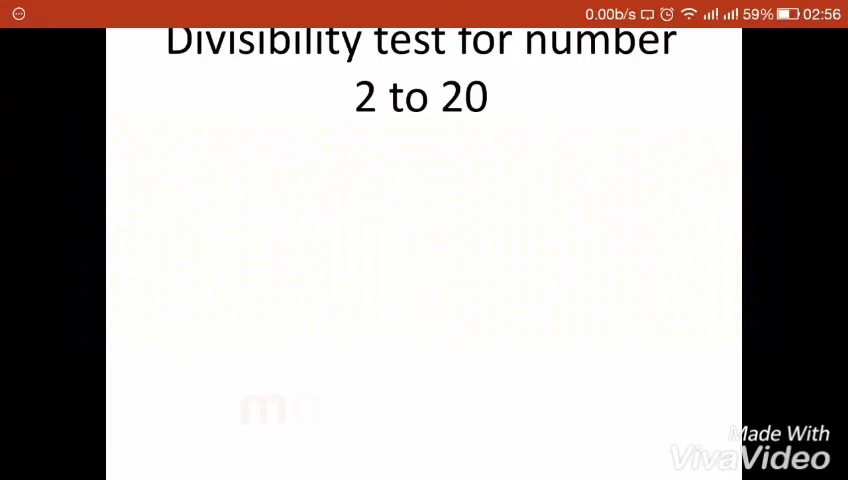 0.00b/s 59% 02:56
Divisibility test for number
2 to 20
Made With
VivaVideo